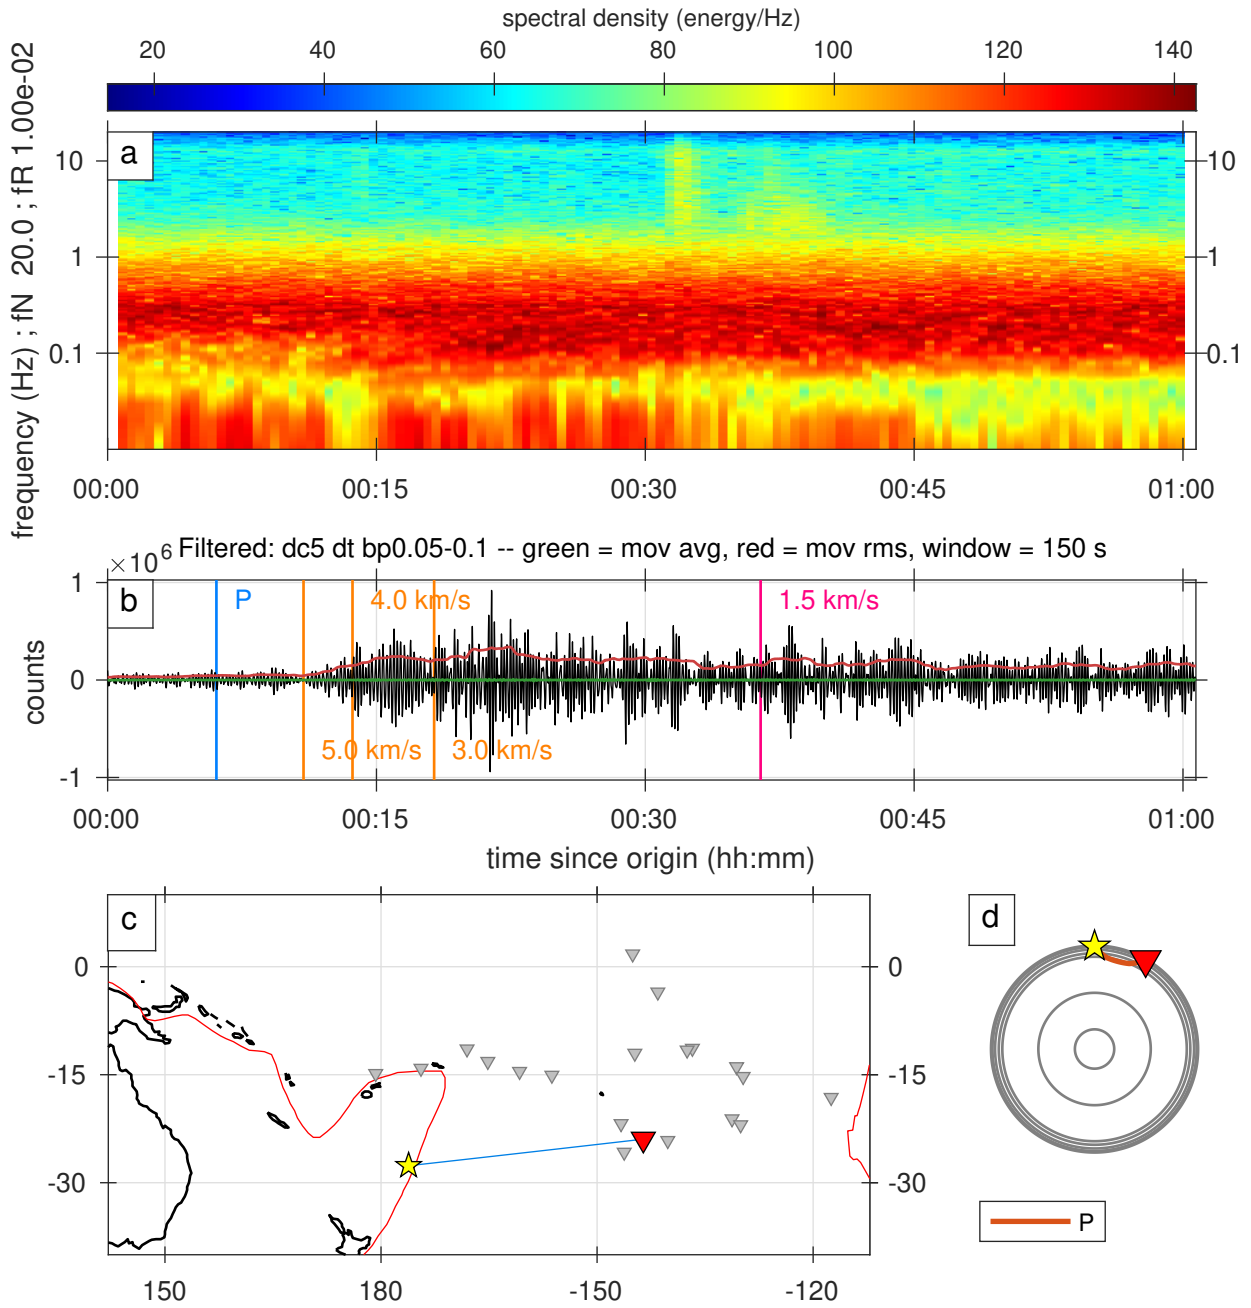 spectral density (energy/Hz)
20 40 60 80 100 120 140
frequency (Hz) ; fN 20.0 ; fR 1.00e-02
a
10 10
1 1
0.1 0.1
00:00 00:15 00:30 00:45 01:00
×10⁶ Filtered: dc5 dt bp0.05-0.1 -- green = mov avg, red = mov rms, window = 150 s
counts
b
1
0
-1
P 4.0 km/s 1.5 km/s
5.0 km/s 3.0 km/s
00:00 00:15 00:30 00:45 01:00
time since origin (hh:mm)
c
d
-0 -0
-15 -15
-30 -30
150 180 -150 -120
P